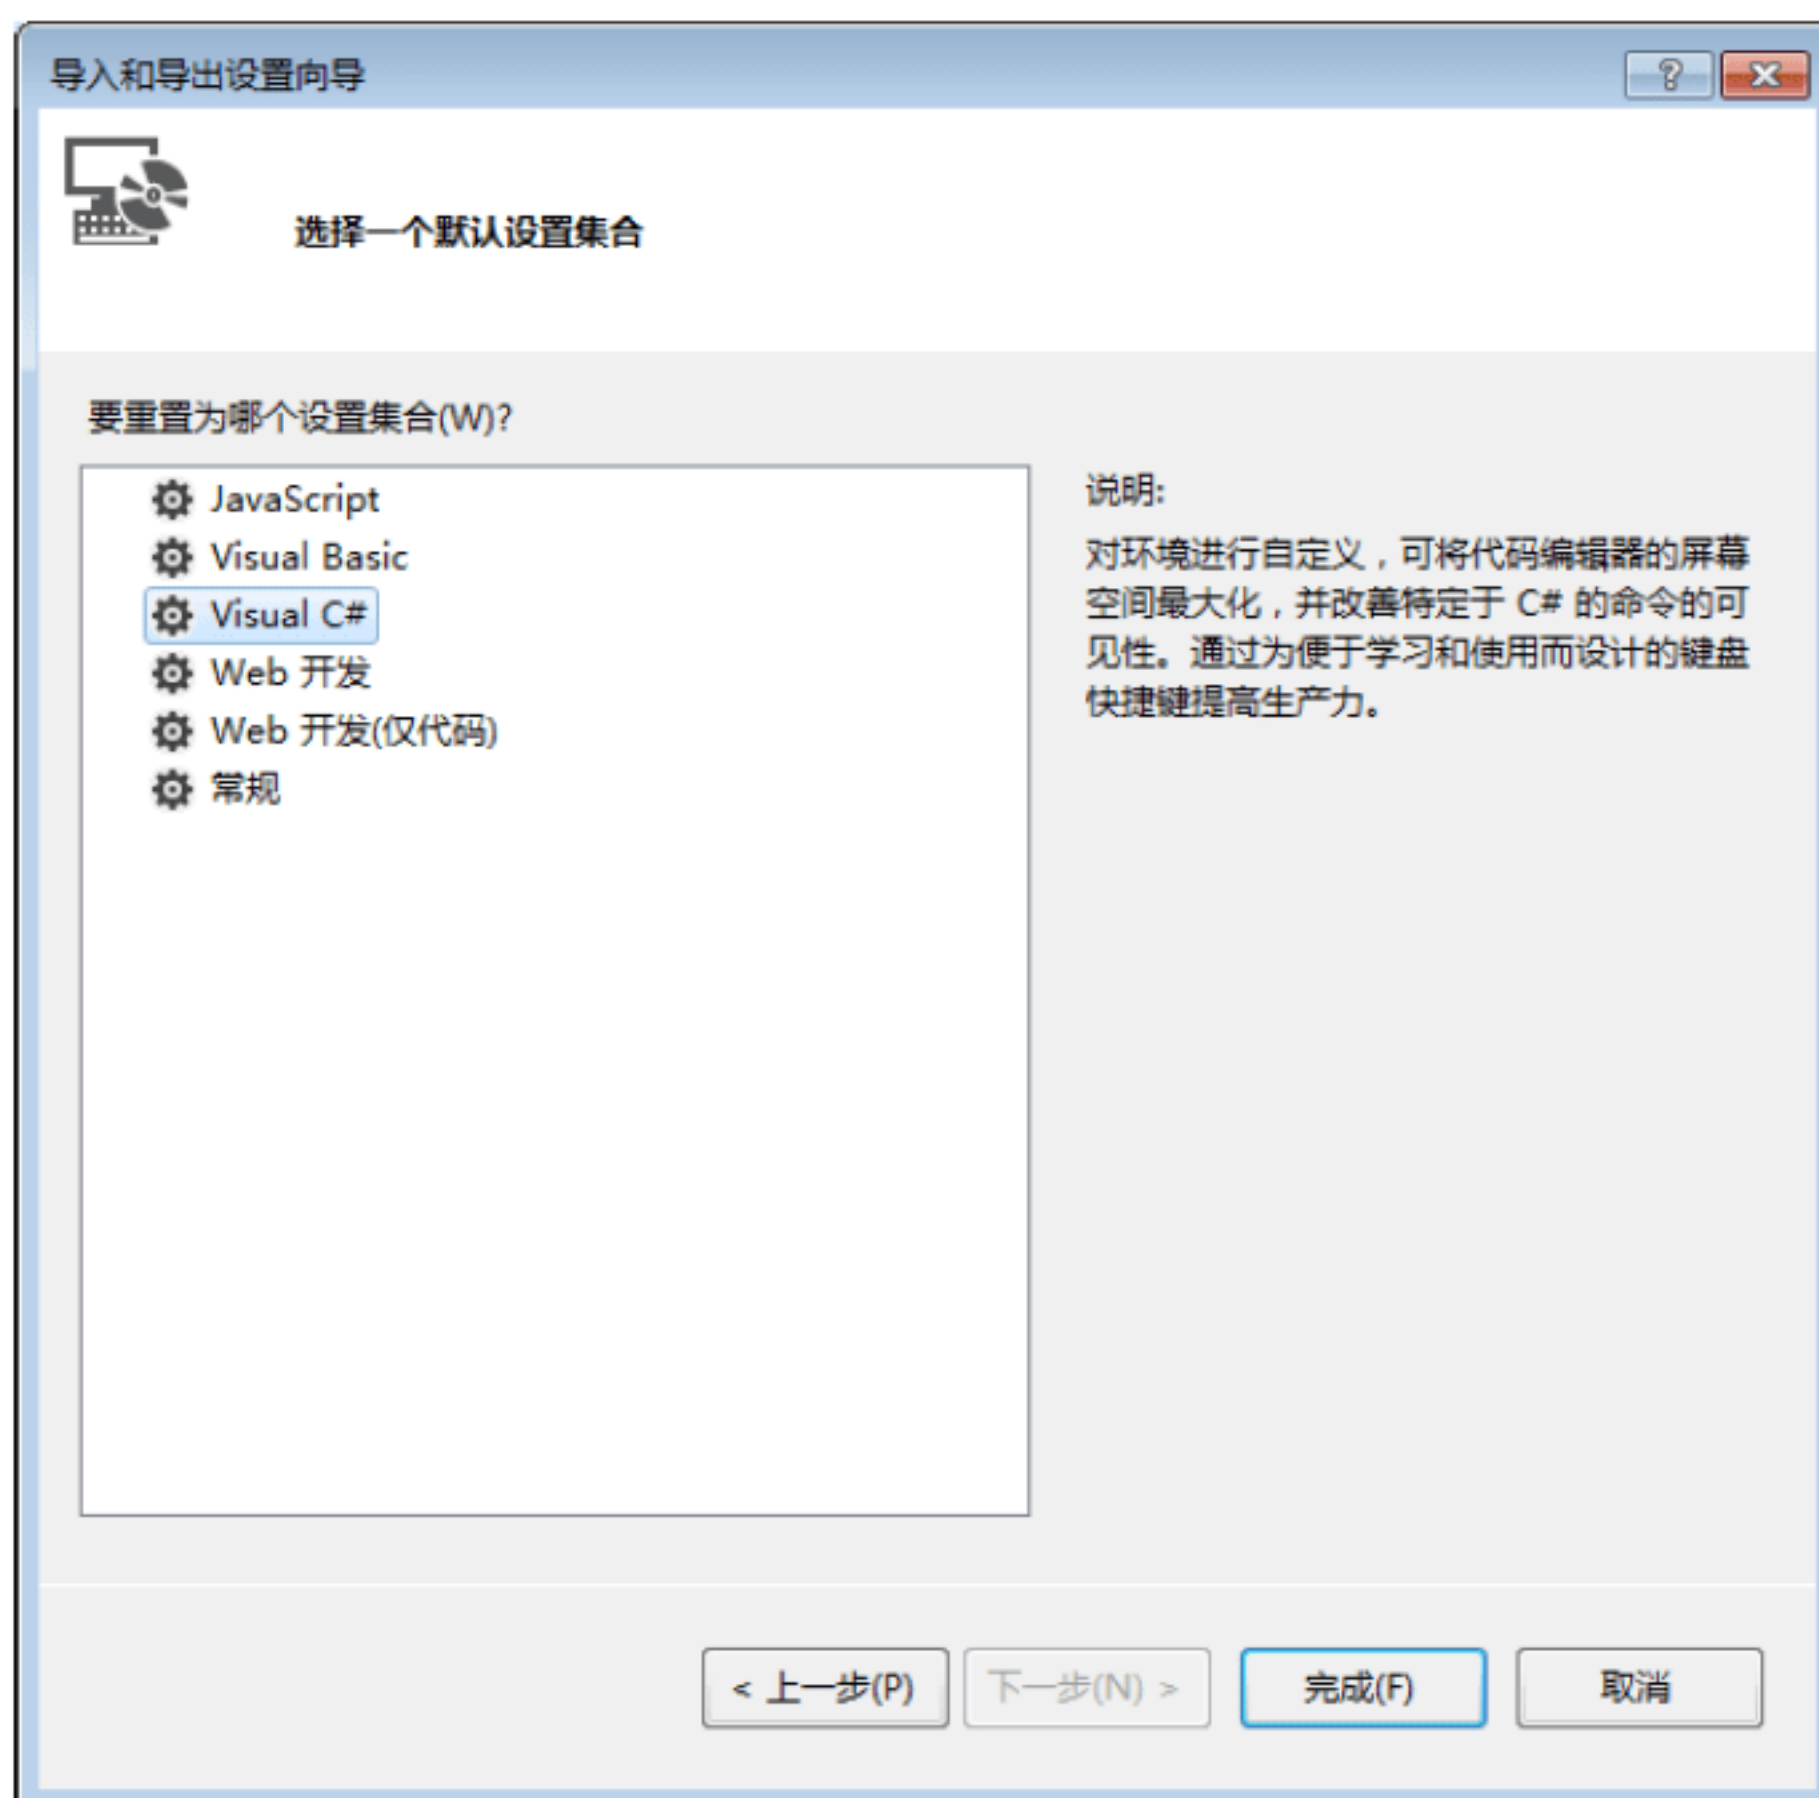 导入和导出设置向导
选择一个默认设置集合
要重置为哪个设置集合(W)?
JavaScript
Visual Basic
Visual C#
Web 开发
Web 开发(仅代码)
常规
说明:
对环境进行自定义，可将代码编辑器的屏幕
空间最大化，并改善特定于 C# 的命令的可
见性。通过为便于学习和使用而设计的键盘
快捷键提高生产力。
< 上一步(P)
下一步(N) >
完成(F)
取消